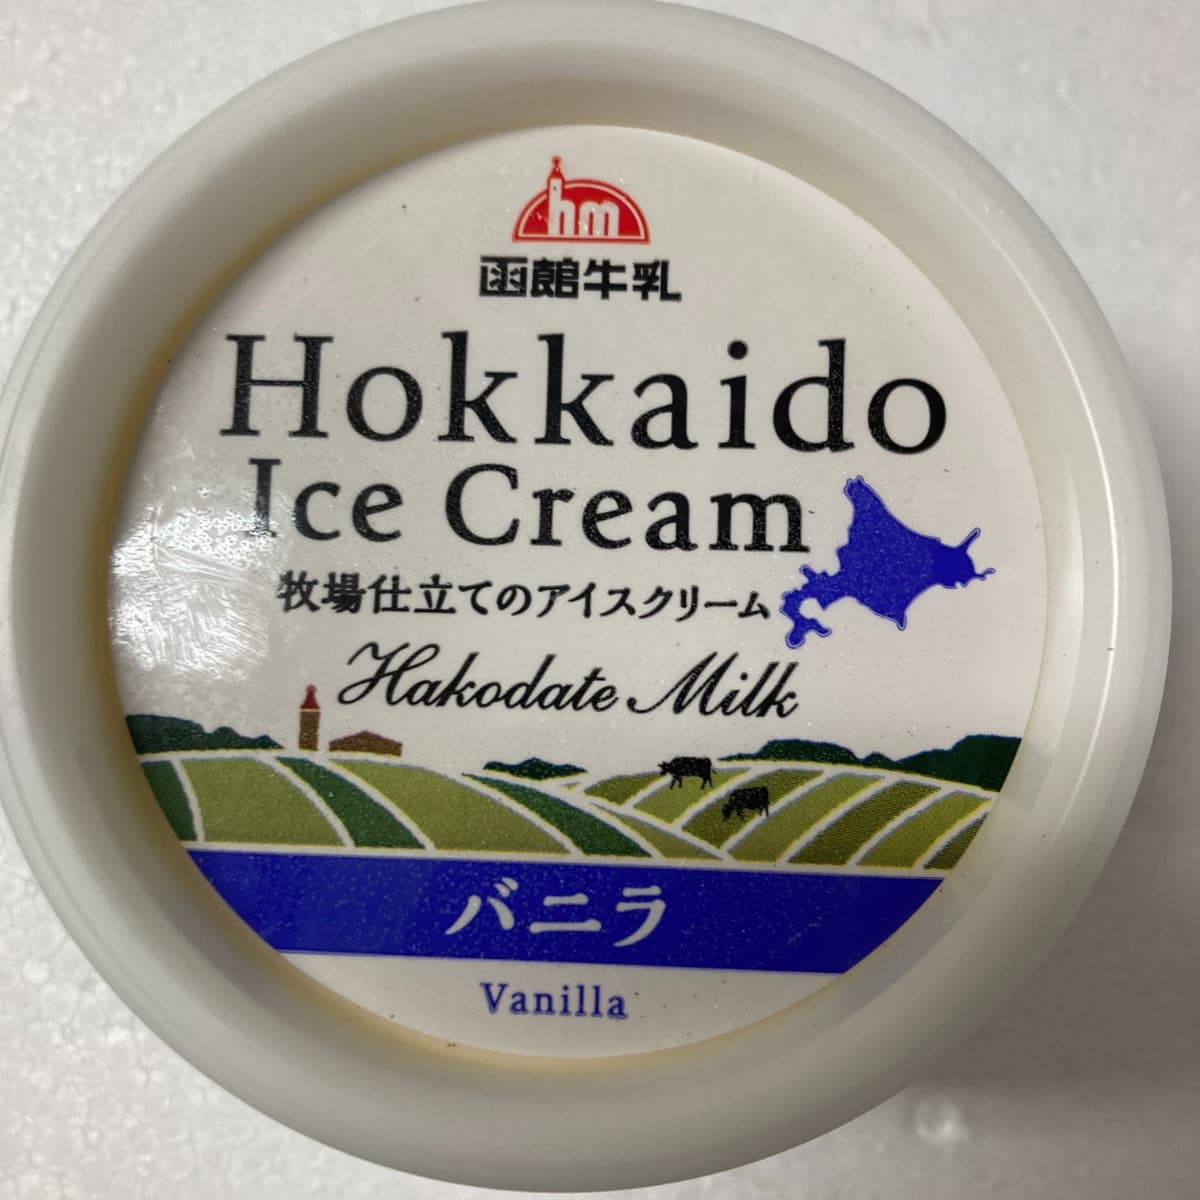 hm
函館牛乳
Hokkaido
Ice Cream
牧場仕立てのアイスクリーム
Hakodate Milk
バニラ
Vanilla